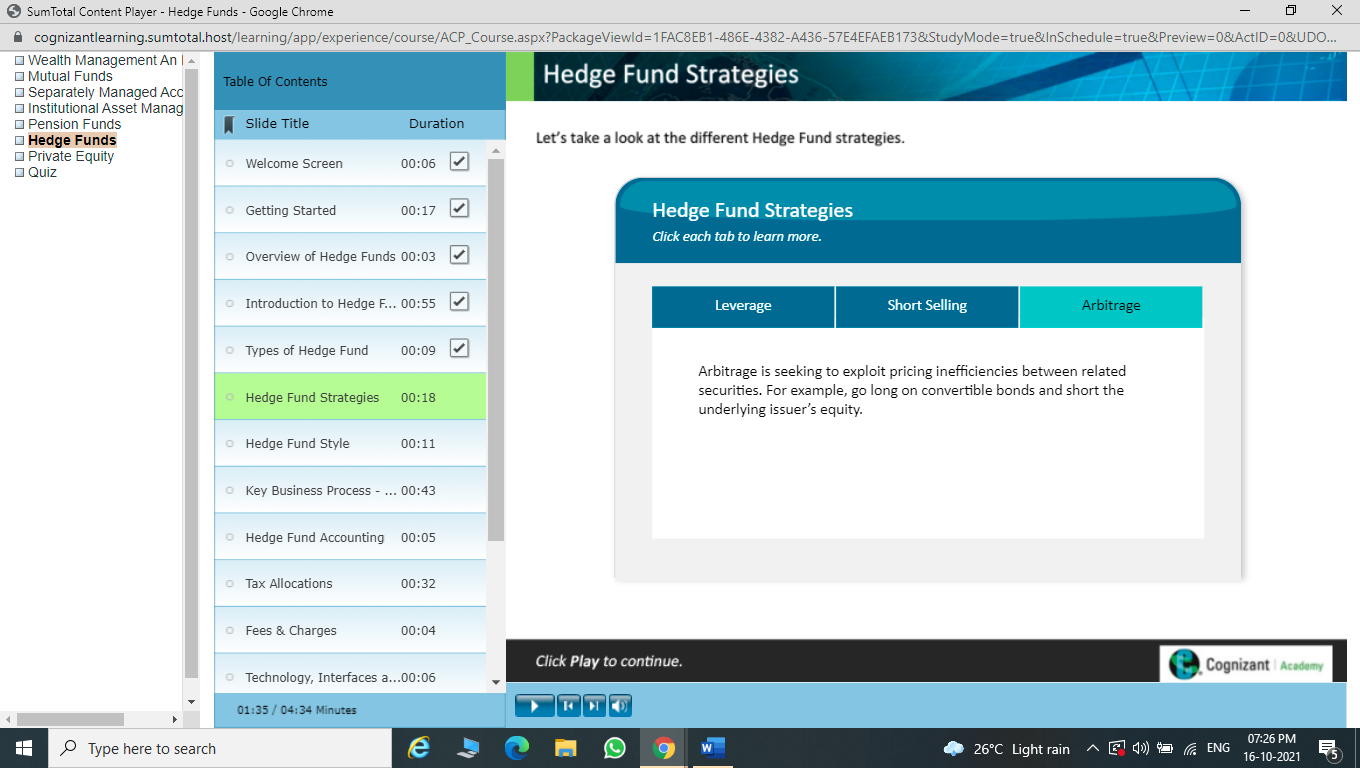 SumTotal Content Player - Hedge Funds - Google Chrome
cognizantlearning.sumtotal.host/learning/app/experience/course/ACP_Course.aspx?PackageViewId=1FAC8EB1-486E-4382-A436-57E4EFAEB173&StudyMode=true&InSchedule=true&Preview=0&ActID=0&UDO...
Wealth Management An
Mutual Funds
Separately Managed Acc
Institutional Asset Manag
Pension Funds
Hedge Funds
Private Equity
Quiz
Table Of Contents
Slide Title Duration
Welcome Screen 00:06
Getting Started 00:17
Overview of Hedge Funds 00:03
Introduction to Hedge F... 00:55
Types of Hedge Fund 00:09
Hedge Fund Strategies 00:18
Hedge Fund Style 00:11
Key Business Process - ... 00:43
Hedge Fund Accounting 00:05
Tax Allocations 00:32
Fees & Charges 00:04
Technology, Interfaces a...00:06
01:35 / 04:34 Minutes
Hedge Fund Strategies
Let's take a look at the different Hedge Fund strategies.
Hedge Fund Strategies
Click each tab to learn more.
Leverage Short Selling Arbitrage
Arbitrage is seeking to exploit pricing inefficiencies between related
securities. For example, go long on convertible bonds and short the
underlying issuer's equity.
Click Play to continue.
Cognizant | Academy
Type here to search
26°C Light rain
ENG
07:26 PM
16-10-2021
5